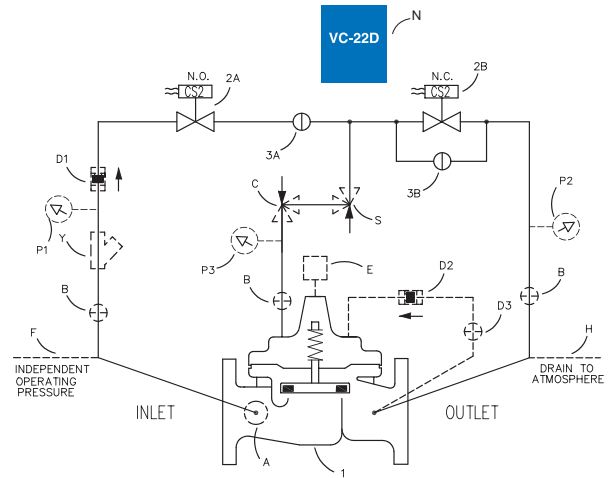 VC-22D
N
N.O.
CS2
2A
N.C.
CS2
2B
3A
3B
D1
C
S
P1
P2
Y
P3
E
D2
B
B
B
D3
F
H
INDEPENDENT
OPERATING
PRESSURE
DRAIN TO
ATMOSPHERE
INLET
OUTLET
A
1